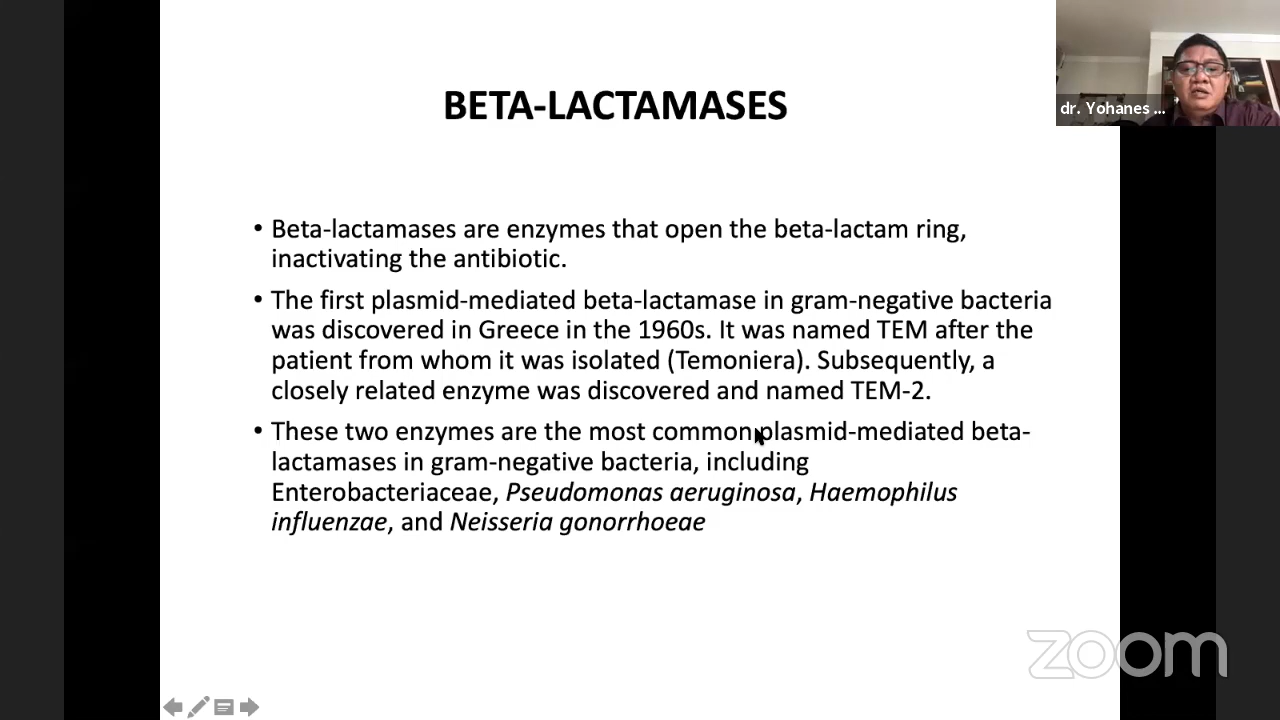 BETA-LACTAMASES
dr. Yohanes ...
• Beta-lactamases are enzymes that open the beta-lactam ring,
inactivating the antibiotic.
• The first plasmid-mediated beta-lactamase in gram-negative bacteria
was discovered in Greece in the 1960s. It was named TEM after the
patient from whom it was isolated (Temoniera). Subsequently, a
closely related enzyme was discovered and named TEM-2.
• These two enzymes are the most common plasmid-mediated beta-
lactamases in gram-negative bacteria, including
Enterobacteriaceae, Pseudomonas aeruginosa, Haemophilus
influenzae, and Neisseria gonorrhoeae
zoom